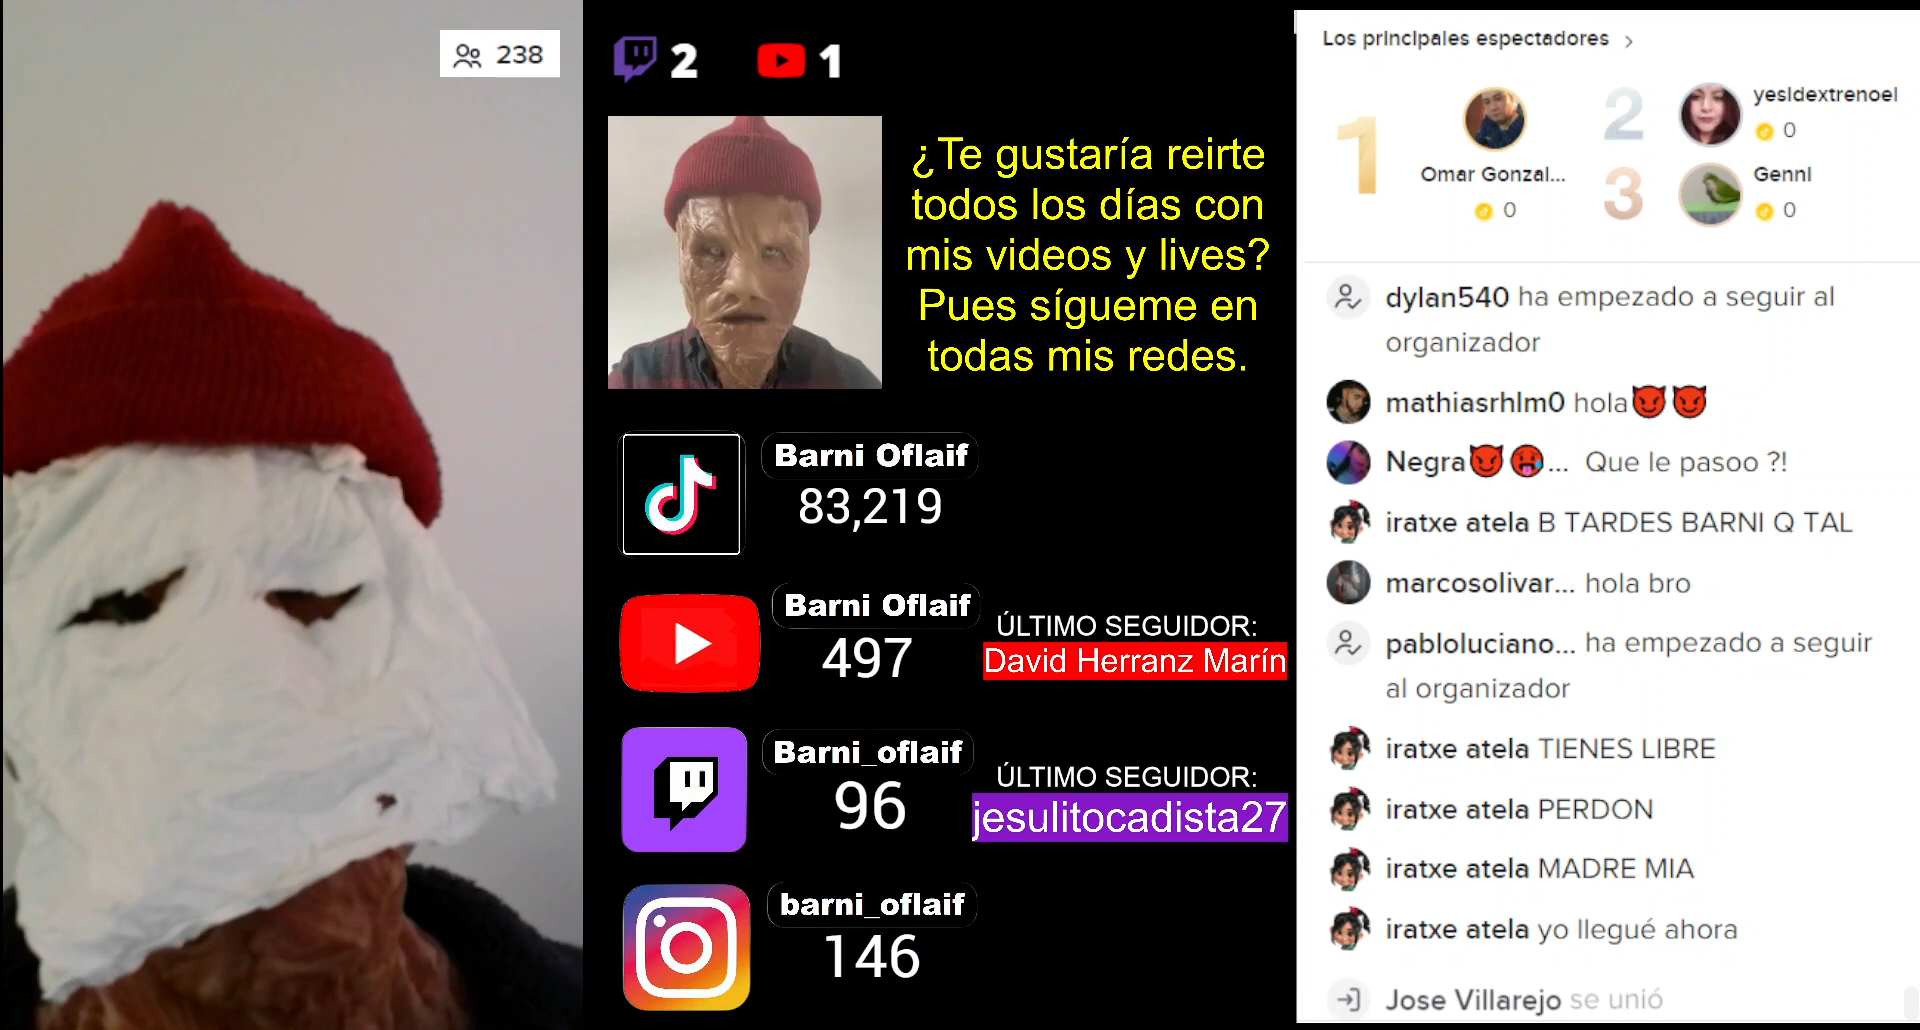 238
2
1
¿Te gustaría reirte
todos los días con
mis videos y lives?
Pues sígueme en
todas mis redes.
Barni Oflaif
83,219
Barni Oflaif
497
ÚLTIMO SEGUIDOR:
David Herranz Marín
Barni_oflaif
96
ÚLTIMO SEGUIDOR:
jesulitocadista27
barni_oflaif
146
Los principales espectadores >
1
Omar Gonzal...
0
2
yesldextrenoel
0
3
Gennl
0
dylan540 ha empezado a seguir al
organizador
mathiasrhlm0 hola😈😈
Negra😈🥵... Que le pasoo ?!
iratxe atela B TARDES BARNI Q TAL
marcosolivar... hola bro
pabloluciano... ha empezado a seguir
al organizador
iratxe atela TIENES LIBRE
iratxe atela PERDON
iratxe atela MADRE MIA
iratxe atela yo llegué ahora
Jose Villarejo se unió